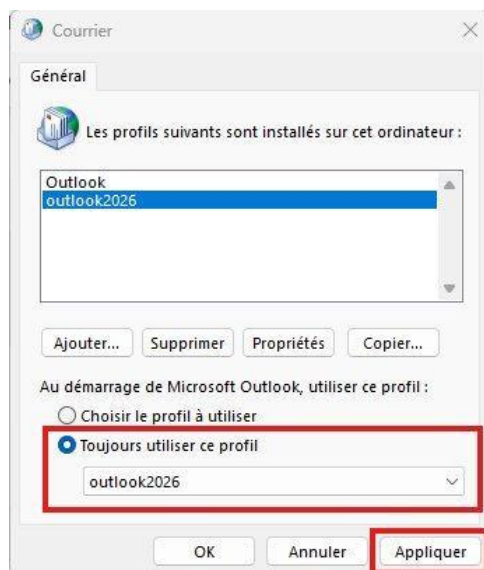 Courrier
Général
Les profils suivants sont installés sur cet ordinateur :
Outlook
outlook2026
Ajouter... Supprimer Propriétés Copier...
Au démarrage de Microsoft Outlook, utiliser ce profil :
Choisir le profil à utiliser
Toujours utiliser ce profil
outlook2026
OK Annuler Appliquer